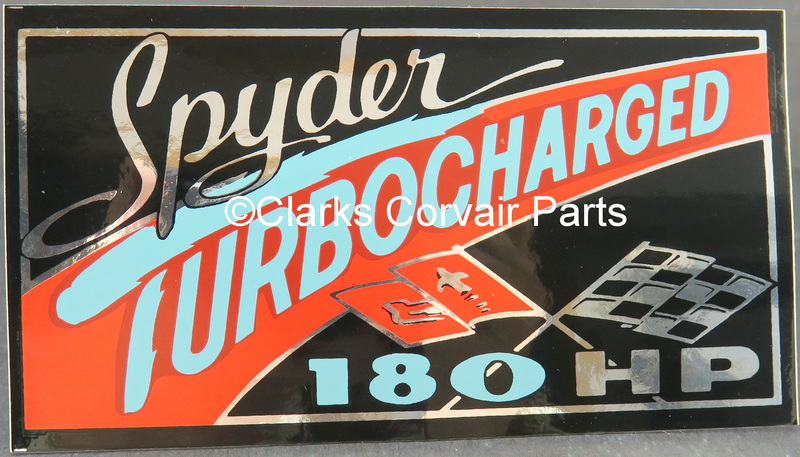 Spyder
TURBOCHARGED
©Clarks Corvair Parts
180 HP